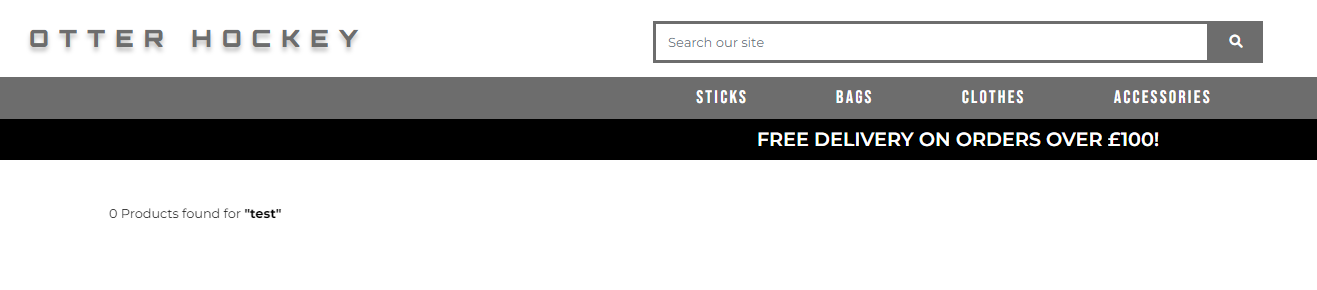 OTTER HOCKEY
Search our site
STICKS BAGS CLOTHES ACCESSORIES
FREE DELIVERY ON ORDERS OVER £100!
0 Products found for "test"